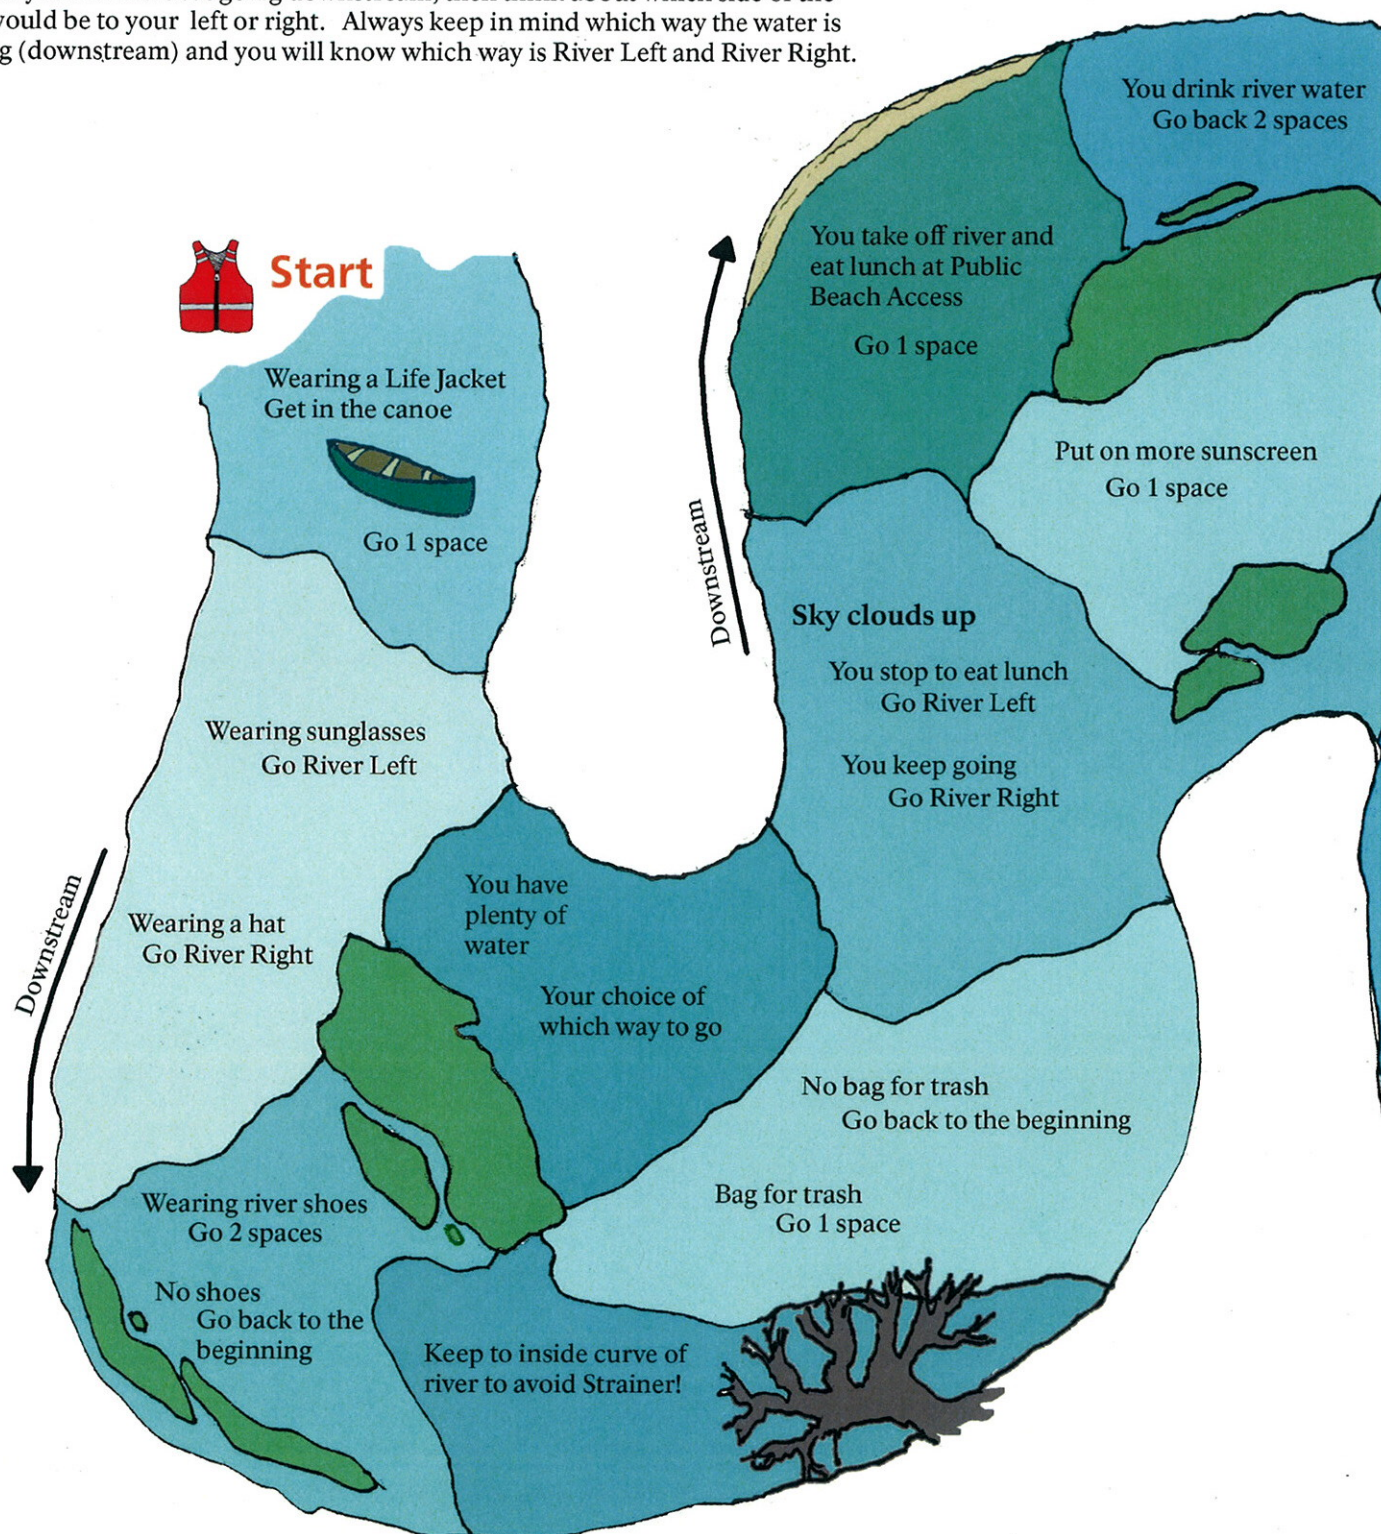 would be to your left or right. Always keep in mind which way the water is
(downstream) and you will know which way is River Left and River Right.
Start
Wearing a Life Jacket
Get in the canoe
Go 1 space
Wearing sunglasses
Go River Left
Wearing a hat
Go River Right
Downstream
Wearing river shoes
Go 2 spaces
No shoes
Go back to the
beginning
Keep to inside curve of
river to avoid Strainer!
You have
plenty of
water
Your choice of
which way to go
No bag for trash
Go back to the beginning
Bag for trash
Go 1 space
Downstream
Sky clouds up
You stop to eat lunch
Go River Left
You keep going
Go River Right
You take off river and
eat lunch at Public
Beach Access
Go 1 space
Put on more sunscreen
Go 1 space
You drink river water
Go back 2 spaces